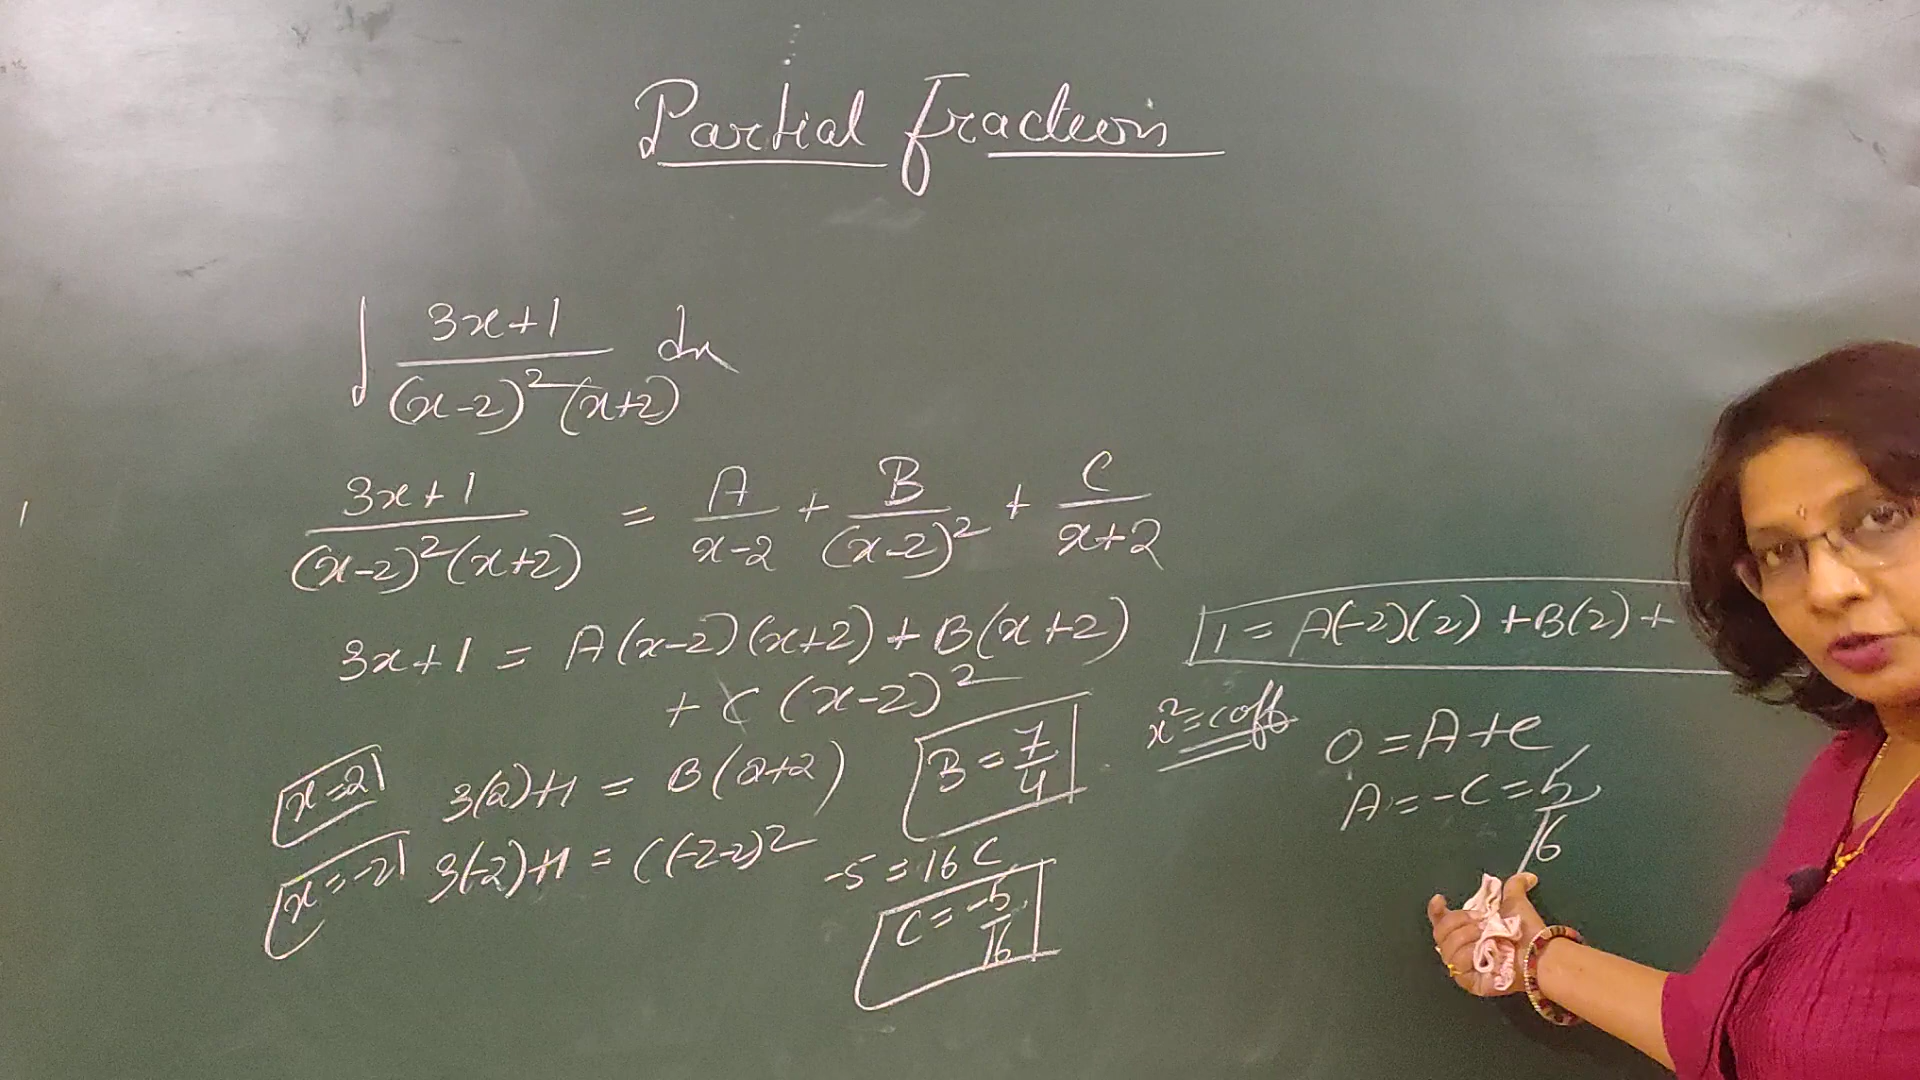 Partial fraction
∫ 3x+1 / (x-2)²(x+2) dx
3x+1 / (x-2)²(x+2) = A / x-2 + B / (x-2)² + C / x+2
3x+1 = A(x-2)(x+2) + B(x+2)
+ C(x-2)²
x=2 3(2)+1 = B(2+2) B = 7/4
x=-2 3(-2)+1 = C(-2-2)² -5 = 16C
C = -5/16
1 = A(-2)(2) + B(2) +
x² = coff
0 = A+C
A = -C = 5/16